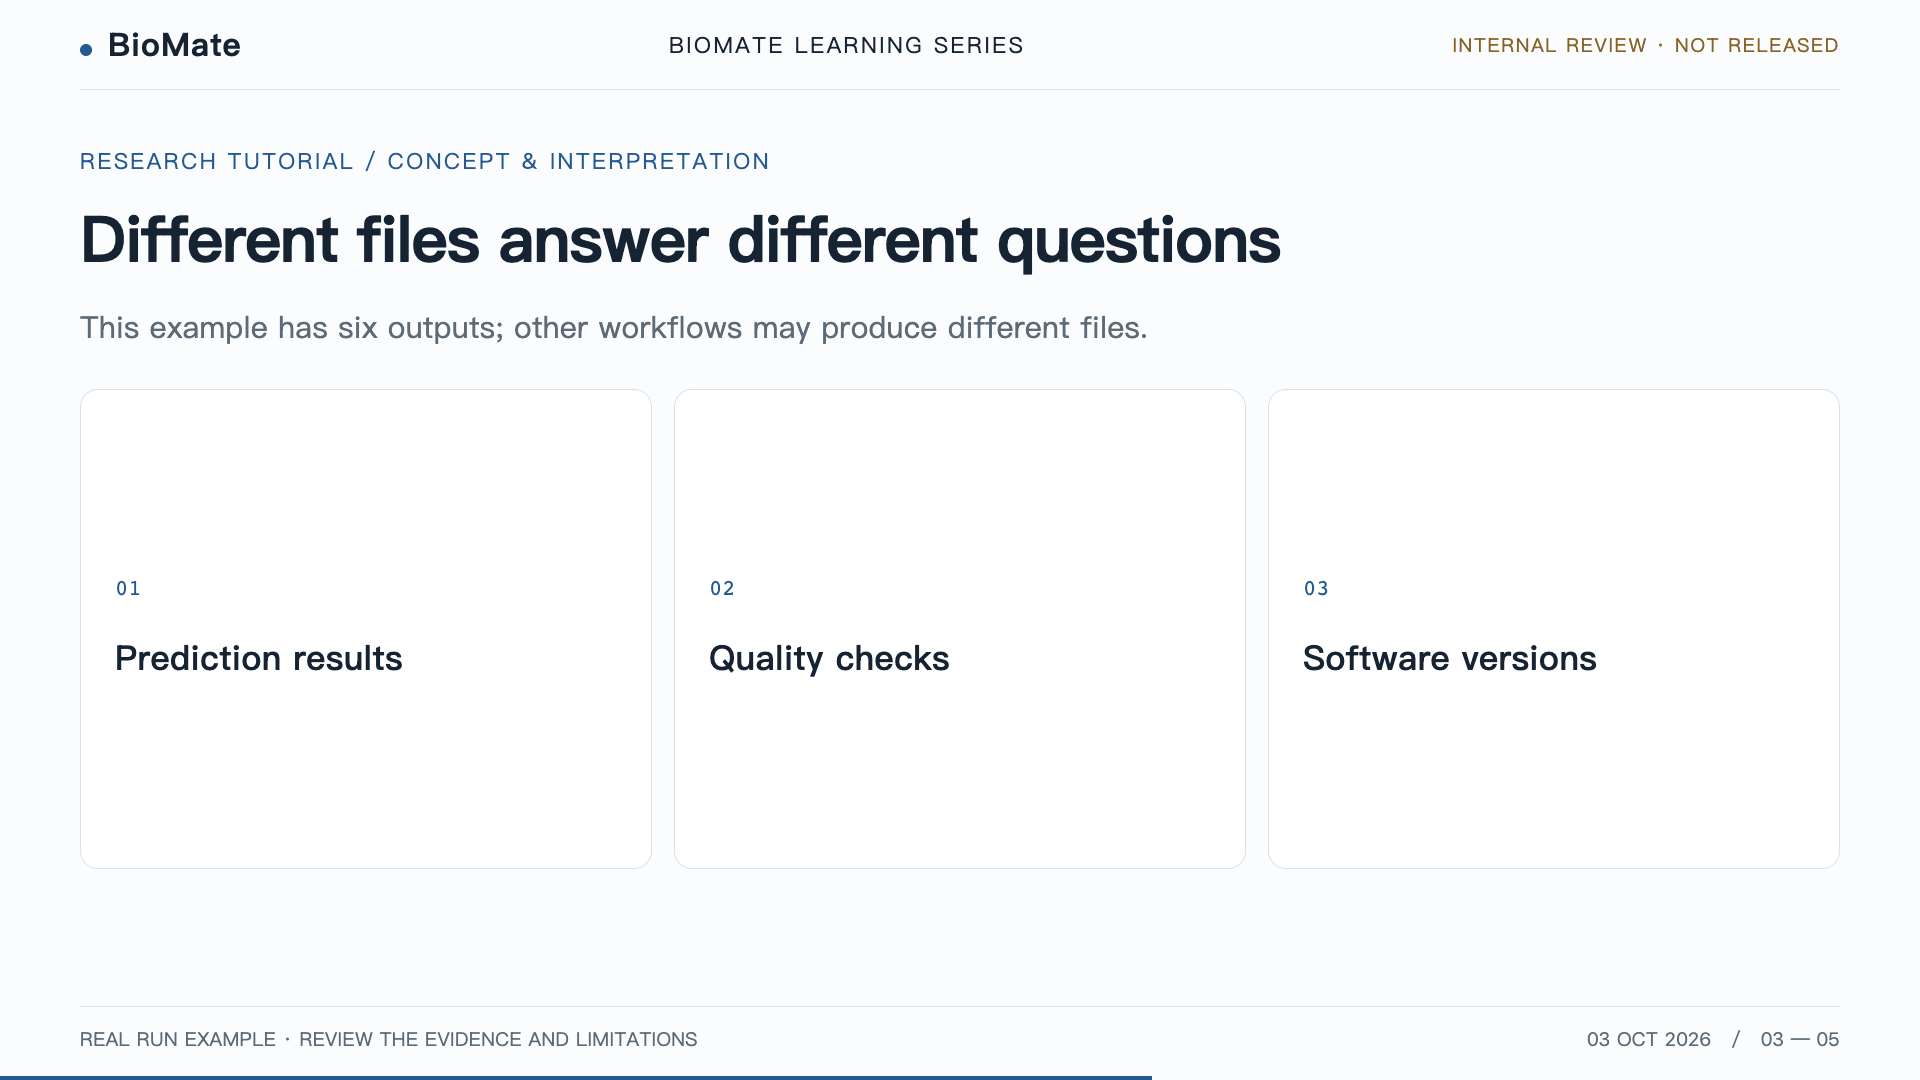 BioMate
BIOMATE LEARNING SERIES
INTERNAL REVIEW · NOT RELEASED
RESEARCH TUTORIAL / CONCEPT & INTERPRETATION
Different files answer different questions
This example has six outputs; other workflows may produce different files.
01
Prediction results
02
Quality checks
03
Software versions
REAL RUN EXAMPLE · REVIEW THE EVIDENCE AND LIMITATIONS
03 OCT 2026 / 03 — 05